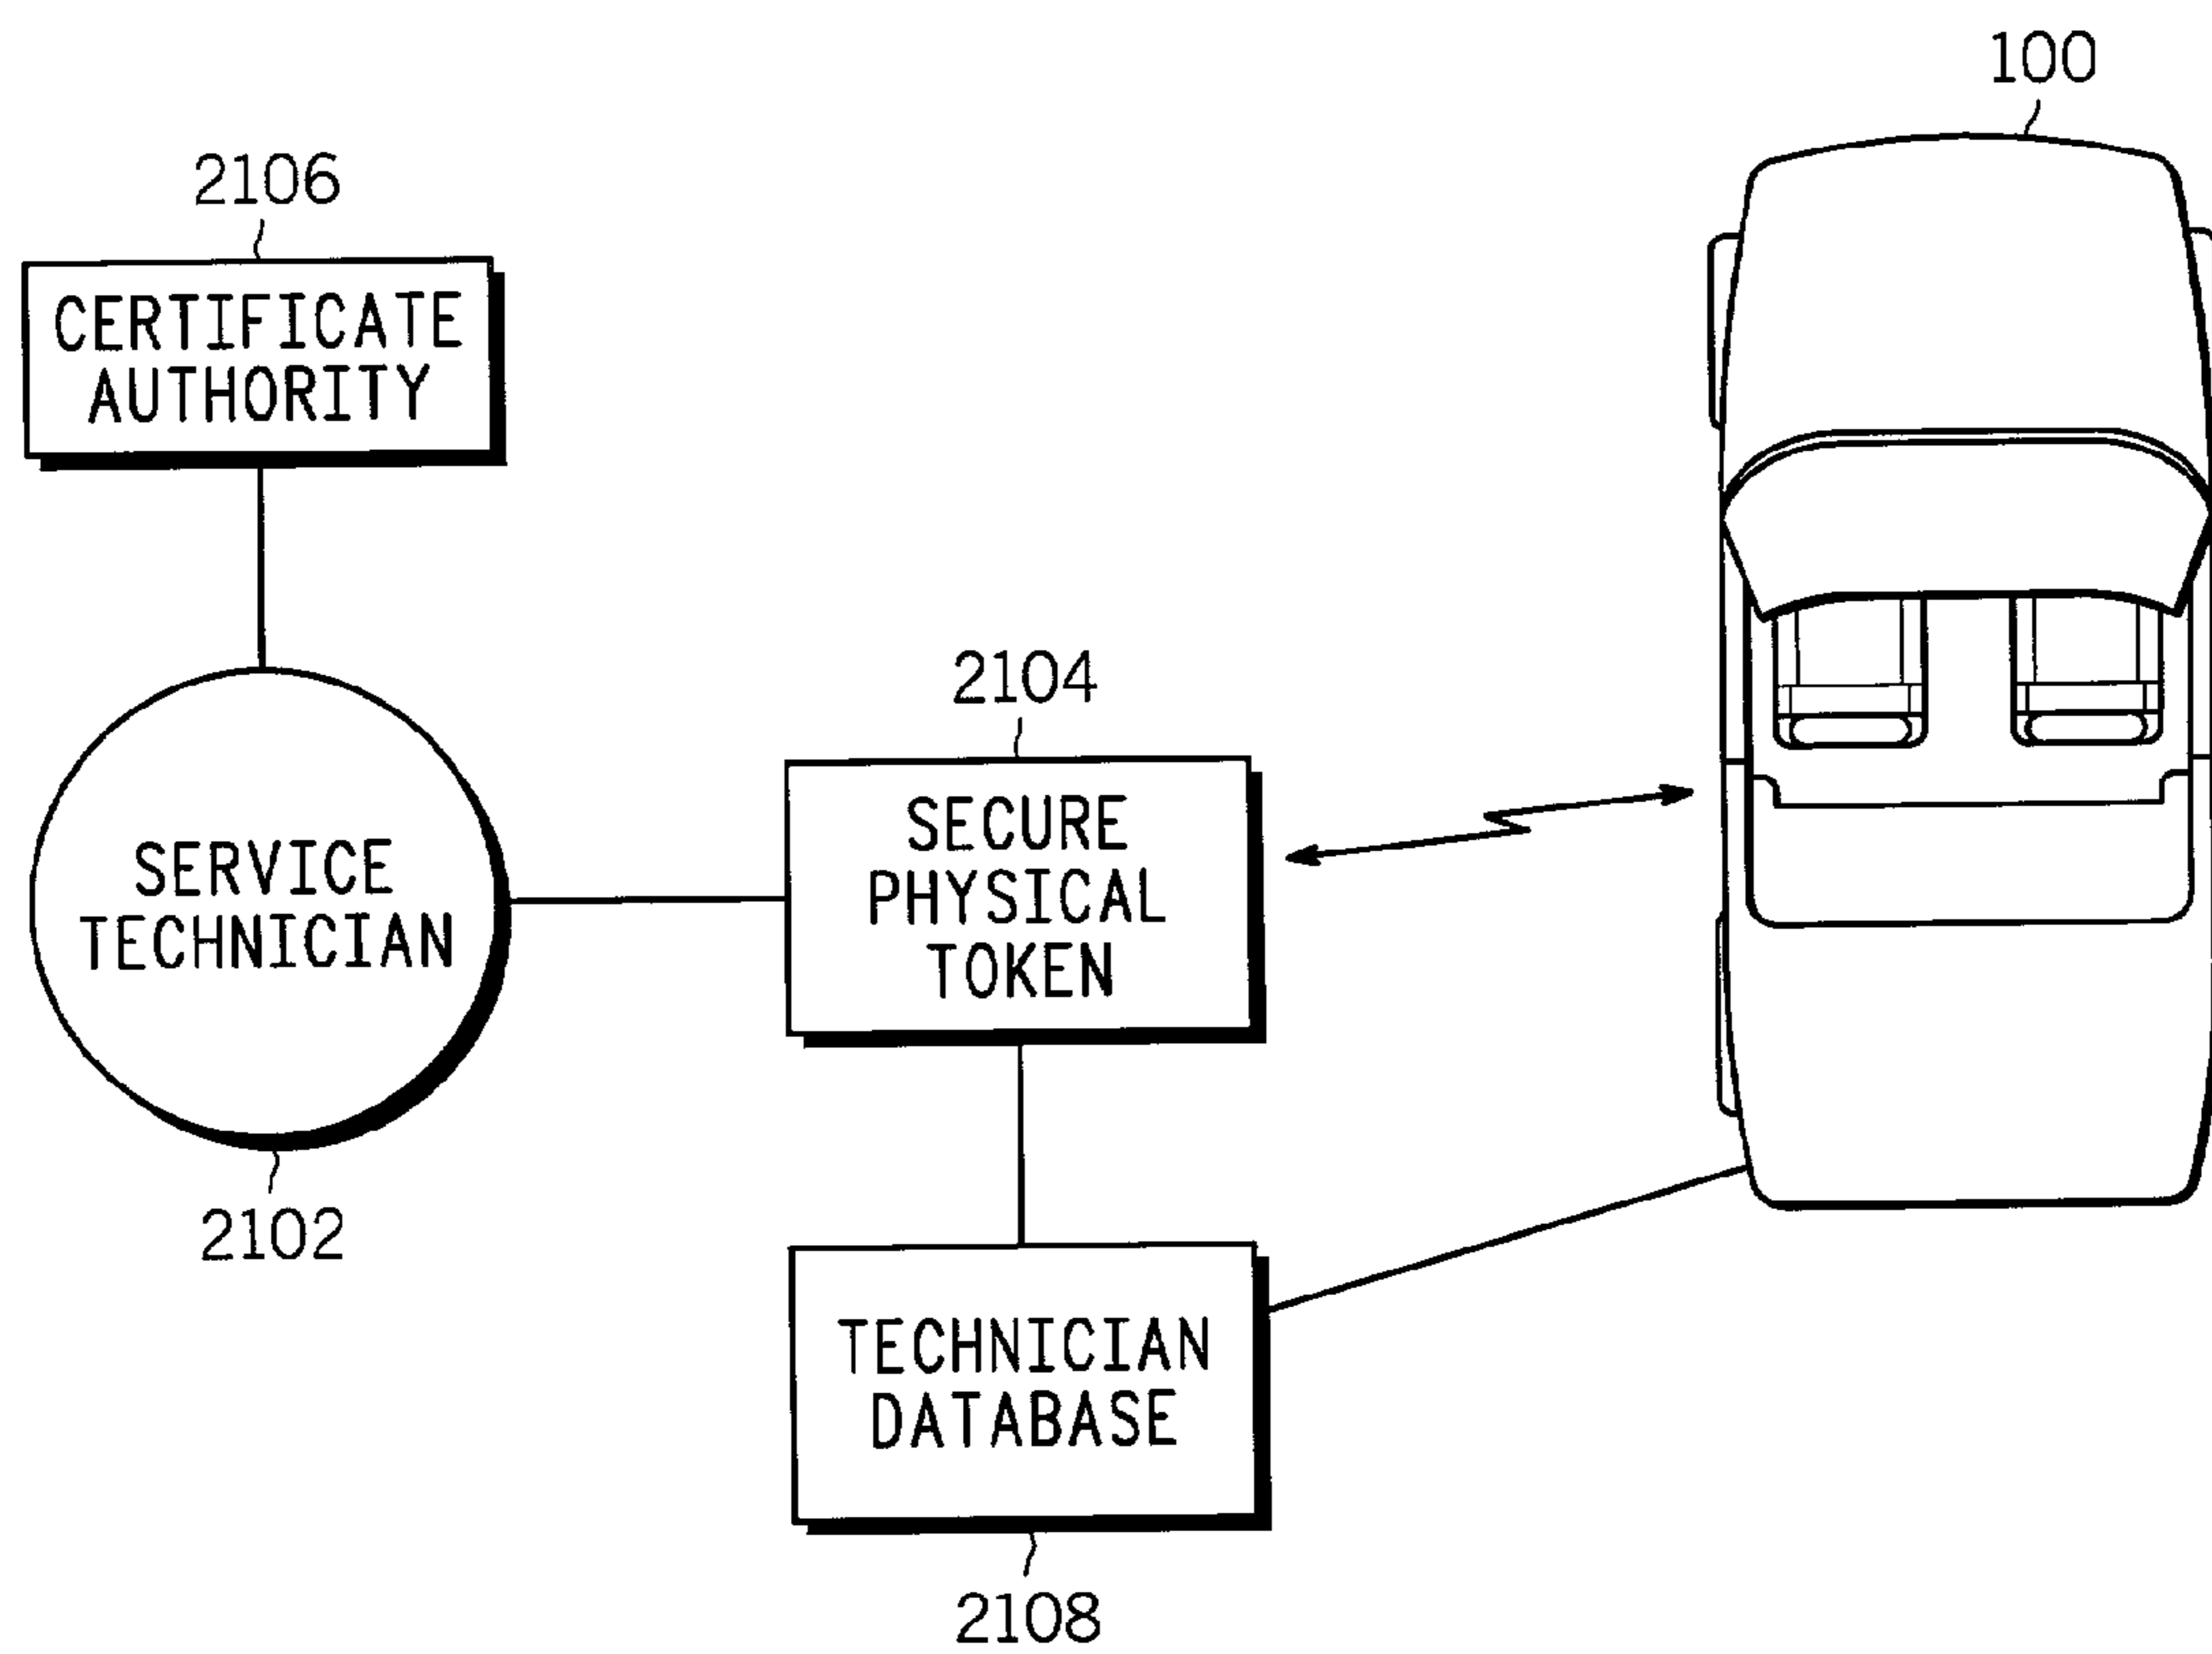 100
2106
CERTIFICATE
AUTHORITY
2104
SECURE
PHYSICAL
TOKEN
SERVICE
TECHNICIAN
2102
TECHNICIAN
DATABASE
2108